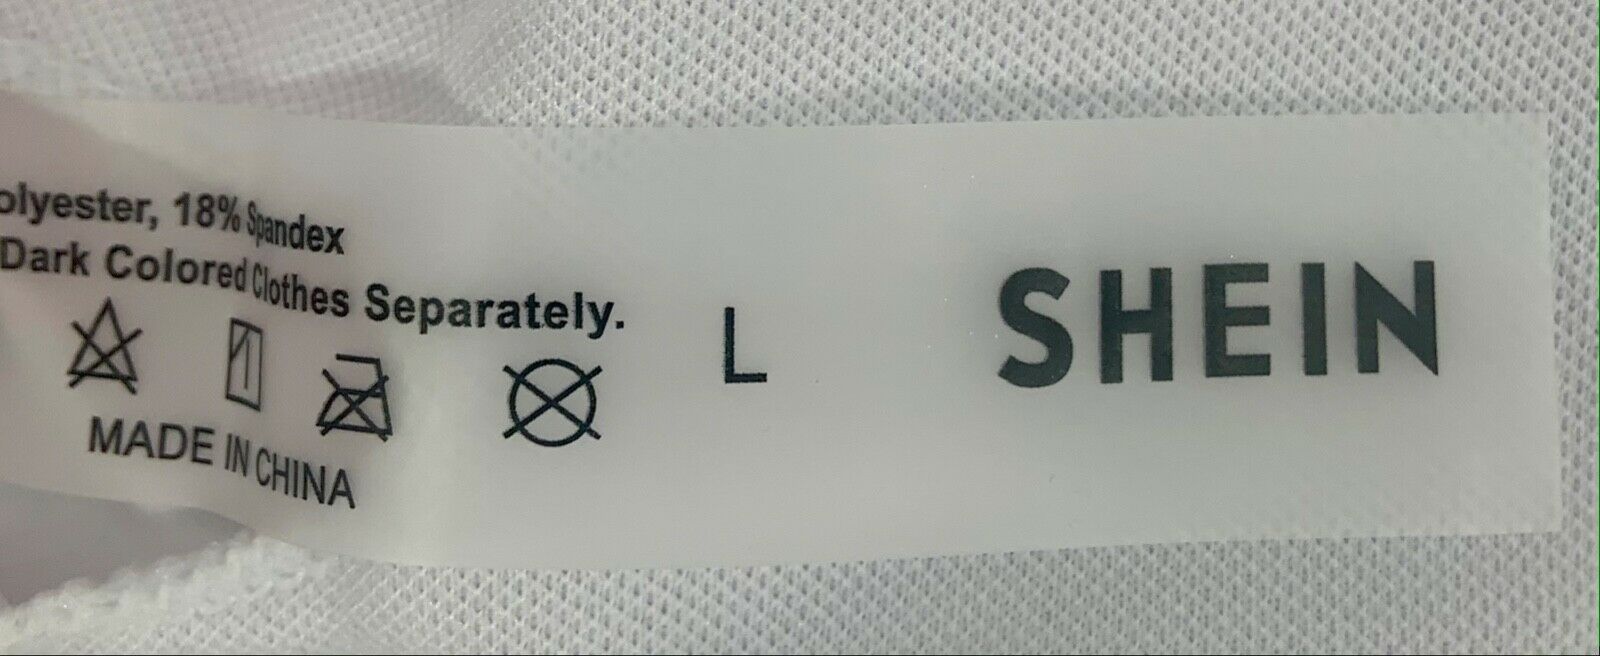 olyester, 18% Spandex
Dark Colored Clothes Separately.
MADE IN CHINA
L
SHEIN